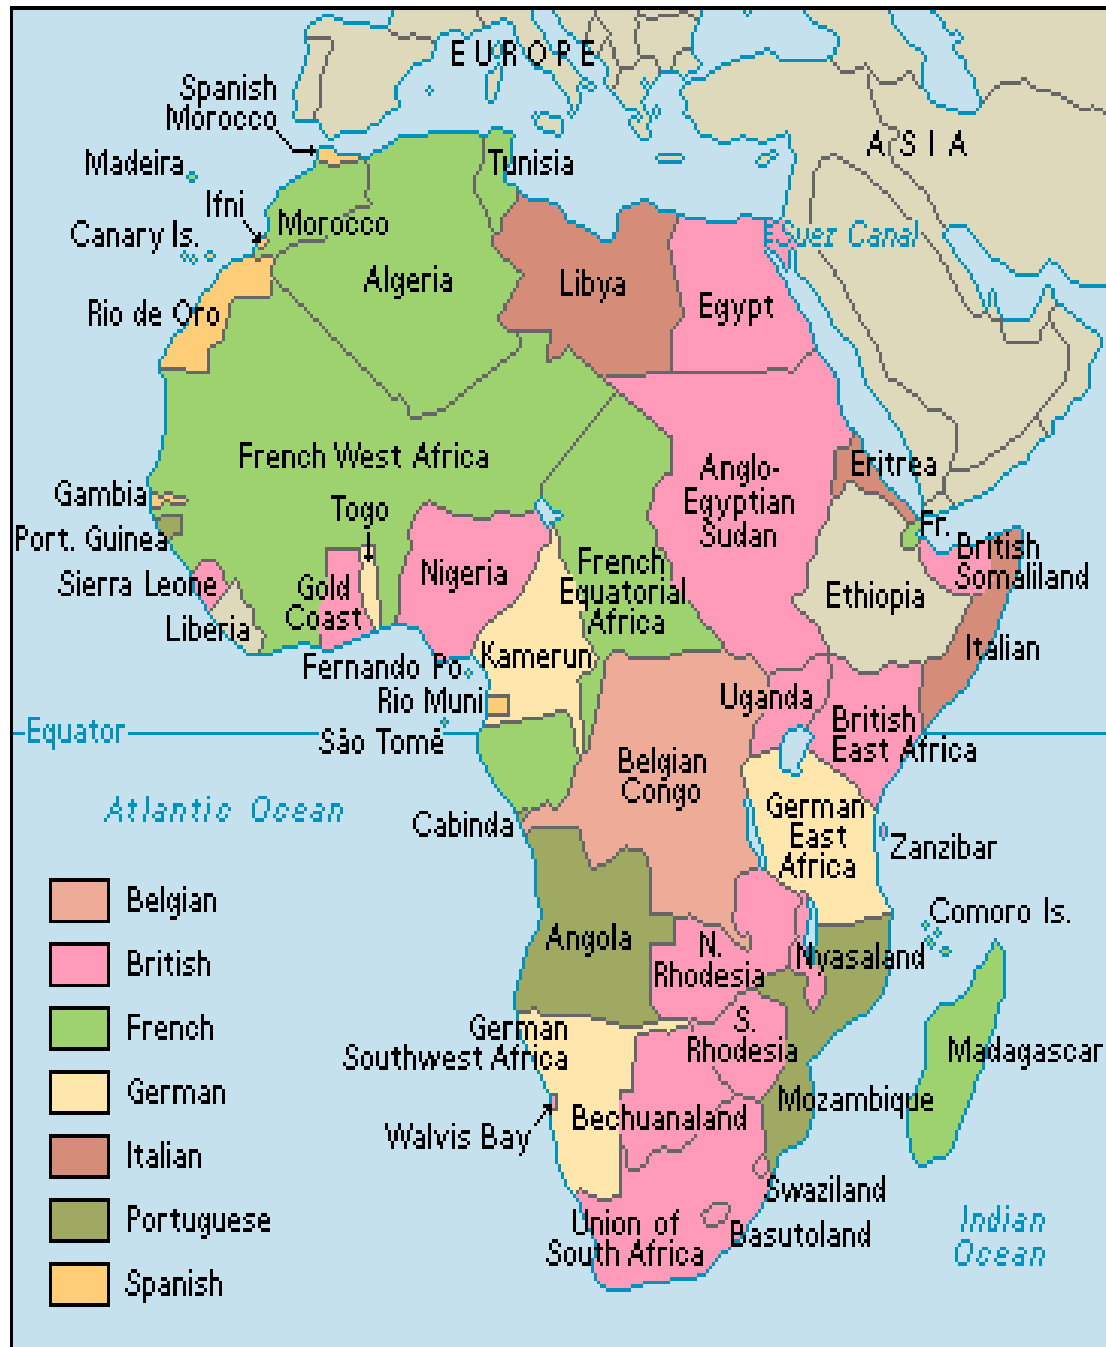 EUROPE
Spanish
Morocco
ASIA
Madeira
Tunisia
Ifni
Morocco
Canary Is.
ESuez Canal
Algeria
Libya
Egypt
Rio de Oro
French West Africa
Anglo-
Egyptian
Sudan
Eritrea
Gambia
Togo
Fr.
Port. Guinea
British
Somaliland
Sierra Leone
Gold
Coast
Nigeria
French
Equatorial
Africa
Ethiopia
Liberia
Italian
Fernando Po
Kamerun
Rio Muni
Uganda
British
East Africa
Equator
São Tomé
Belgian
Congo
Atlantic Ocean
German
East
Africa
Cabinda
Zanzibar
Belgian
Comoro Is.
Angola
N.
Rhodesia
Nyasaland
British
French
German
Southwest Africa
S.
Rhodesia
Madagascar
German
Mozambique
Bechuanaland
Walvis Bay
Italian
Swaziland
Portuguese
Union of
South Africa
Basutoland
Indian
Ocean
Spanish